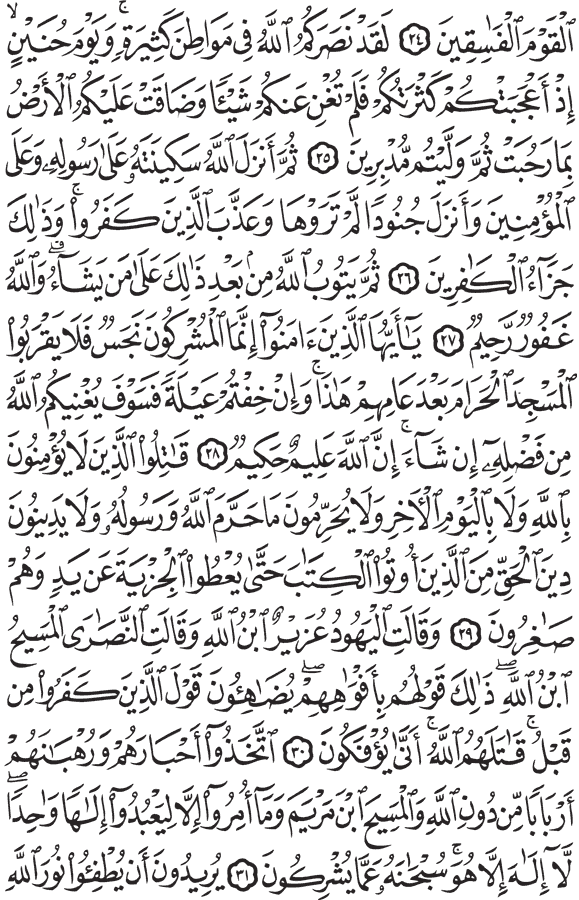 ٱلۡقَوۡمَ ٱلۡفَٰسِقِينَ ٢٤ لَقَدۡ نَصَرَكُمُ ٱللَّهُ فِي مَوَاطِنَ كَثِيرَةٖۙ وَيَوۡمَ حُنَيۡنٍ
إِذۡ أَعۡجَبَتۡكُمۡ كَثۡرَتُكُمۡ فَلَمۡ تُغۡنِ عَنكُمۡ شَيۡـٔٗا وَضَاقَتۡ عَلَيۡكُمُ ٱلۡأَرۡضُ
بِمَا رَحُبَتۡ ثُمَّ وَلَّيۡتُم مُّدۡبِرِينَ ٢٥ ثُمَّ أَنزَلَ ٱللَّهُ سَكِينَتَهُۥ عَلَىٰ رَسُولِهِۦ وَعَلَى
ٱلۡمُؤۡمِنِينَ وَأَنزَلَ جُنُودٗا لَّمۡ تَرَوۡهَا وَعَذَّبَ ٱلَّذِينَ كَفَرُواْۚ وَذَٰلِكَ
جَزَآءُ ٱلۡكَٰفِرِينَ ٢٦ ثُمَّ يَتُوبُ ٱللَّهُ مِنۢ بَعۡدِ ذَٰلِكَ عَلَىٰ مَن يَشَآءُۗ وَٱللَّهُ
غَفُورٞ رَّحِيمٞ ٢٧ يَٰٓأَيُّهَا ٱلَّذِينَ ءَامَنُوٓاْ إِنَّمَا ٱلۡمُشۡرِكُونَ نَجَسٞ فَلَا يَقۡرَبُواْ
ٱلۡمَسۡجِدَ ٱلۡحَرَامَ بَعۡدَ عَامِهِمۡ هَٰذَاۚ وَإِنۡ خِفۡتُمۡ عَيۡلَةٗ فَسَوۡفَ يُغۡنِيكُمُ ٱللَّهُ
مِن فَضۡلِهِۦٓ إِن شَآءَۚ إِنَّ ٱللَّهَ عَلِيمٌ حَكِيمٞ ٢٨ قَٰتِلُواْ ٱلَّذِينَ لَا يُؤۡمِنُونَ
بِٱللَّهِ وَلَا بِٱلۡيَوۡمِ ٱلۡأٓخِرِ وَلَا يُحَرِّمُونَ مَا حَرَّمَ ٱللَّهُ وَرَسُولُهُۥ وَلَا يَدِينُونَ
دِينَ ٱلۡحَقِّ مِنَ ٱلَّذِينَ أُوتُواْ ٱلۡكِتَٰبَ حَتَّىٰ يُعۡطُواْ ٱلۡجِزۡيَةَ عَن يَدٖ وَهُمۡ
صَٰغِرُونَ ٢٩ وَقَالَتِ ٱلۡيَهُودُ عُزَيۡرٌ ٱبۡنُ ٱللَّهِ وَقَالَتِ ٱلنَّصَٰرَى ٱلۡمَسِيحُ
ٱبۡنُ ٱللَّهِۖ ذَٰلِكَ قَوۡلُهُم بِأَفۡوَٰهِهِمۡۖ يُضَٰهِـُٔونَ قَوۡلَ ٱلَّذِينَ كَفَرُواْ مِن
قَبۡلُۚ قَٰتَلَهُمُ ٱللَّهُۚ أَنَّىٰ يُؤۡفَكُونَ ٣٠ ٱتَّخَذُوٓاْ أَحۡبَارَهُمۡ وَرُهۡبَٰنَهُمۡ
أَرۡبَابٗا مِّن دُونِ ٱللَّهِ وَٱلۡمَسِيحَ ٱبۡنَ مَرۡيَمَ وَمَآ أُمِرُوٓاْ إِلَّا لِيَعۡبُدُوٓاْ إِلَٰهٗا وَٰحِدٗاۖ
لَّآ إِلَٰهَ إِلَّا هُوَۚ سُبۡحَٰنَهُۥ عَمَّا يُشۡرِكُونَ ٣١ يُرِيدُونَ أَن يُطۡفِـُٔواْ نُورَ ٱللَّهِ